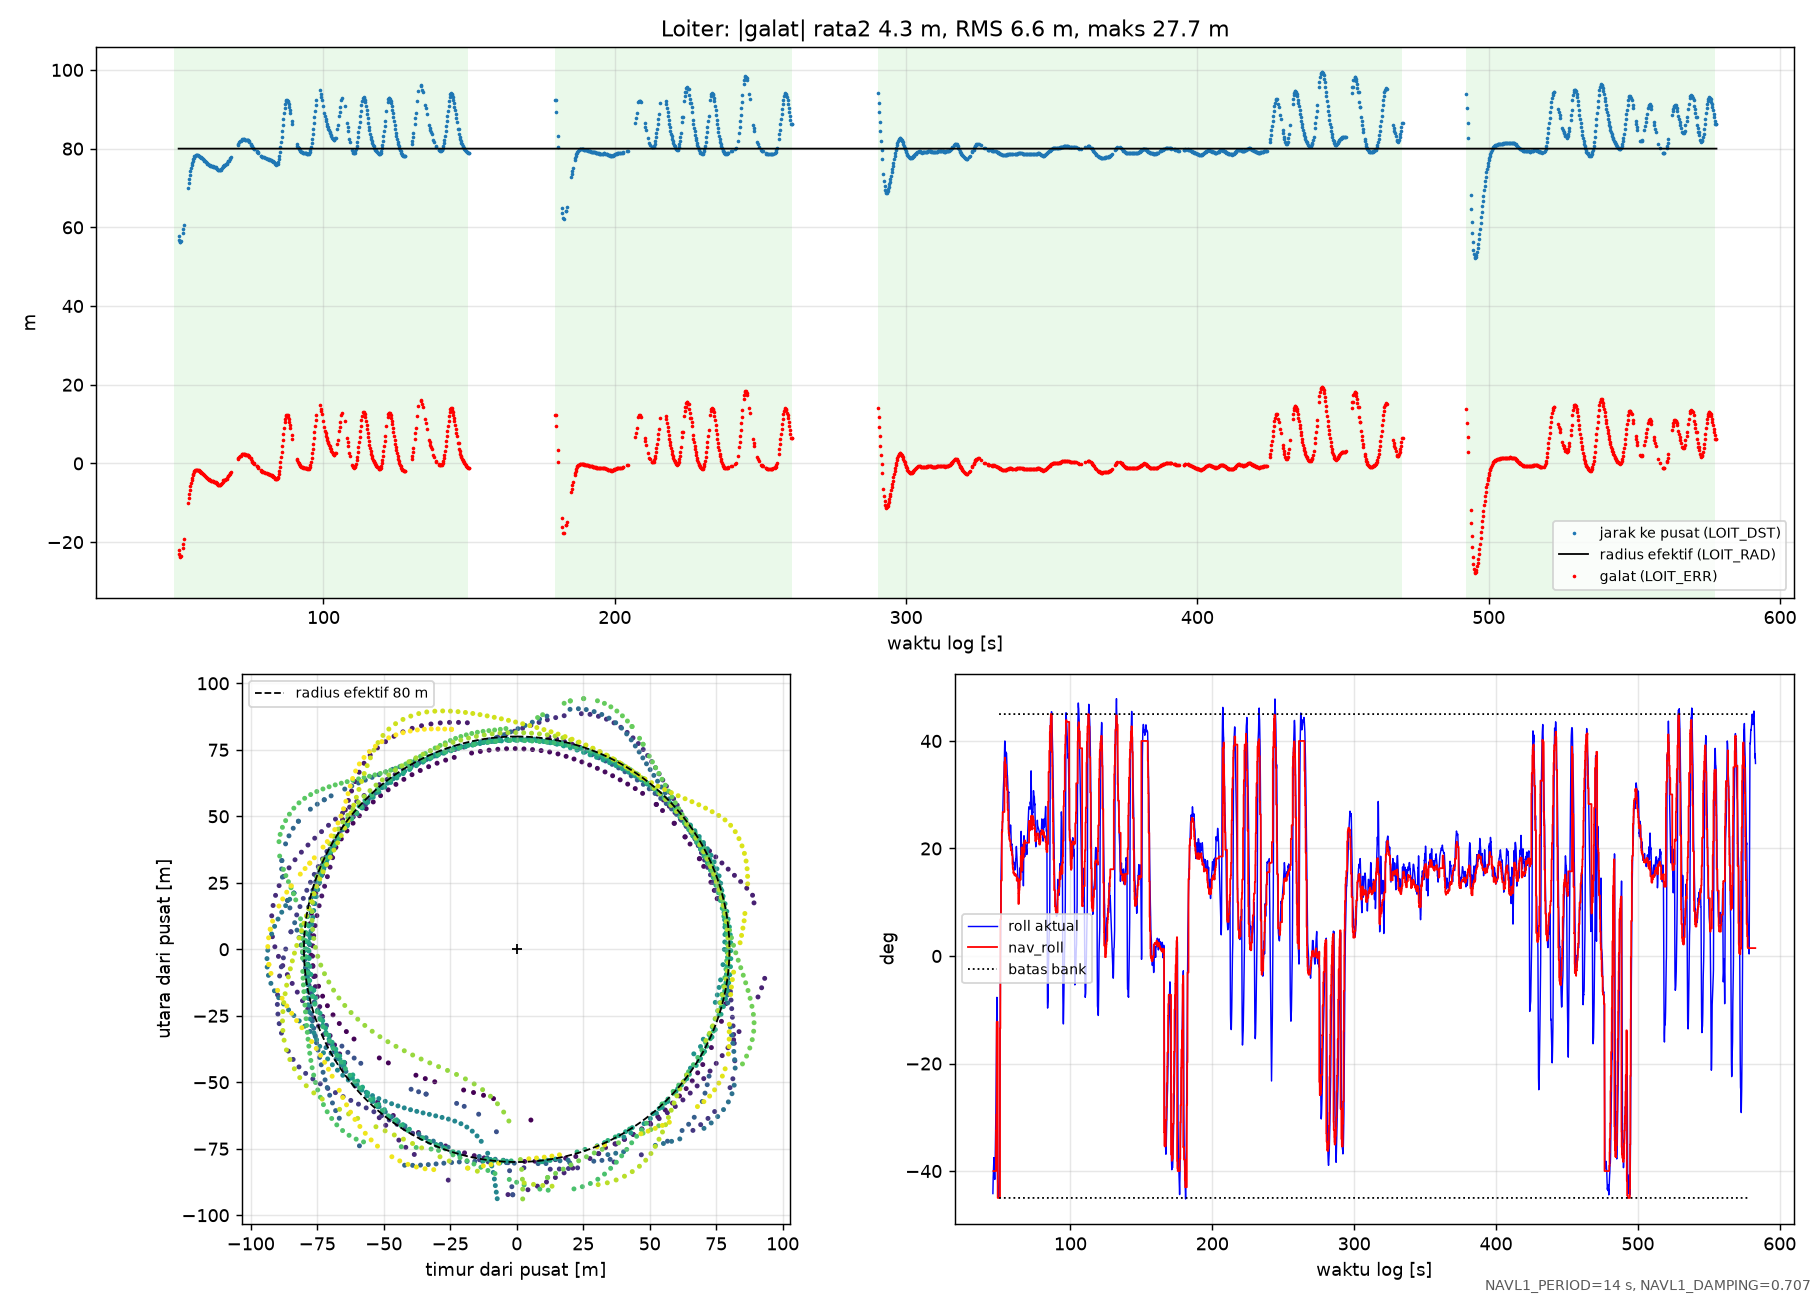 Loiter: |galat| rata2 4.3 m, RMS 6.6 m, maks 27.7 m
100
80
60
40
20
0
−20
m
jarak ke pusat (LOIT_DST)
radius efektif (LOIT_RAD)
galat (LOIT_ERR)
100 200 300 400 500 600
waktu log [s]
radius efektif 80 m
100
75
50
25
0
−25
−50
−75
−100
utara dari pusat [m]
−100 −75 −50 −25 0 25 50 75 100
timur dari pusat [m]
40
20
0
−20
−40
deg
roll aktual
nav_roll
batas bank
100 200 300 400 500 600
waktu log [s]
NAVL1_PERIOD=14 s, NAVL1_DAMPING=0.707